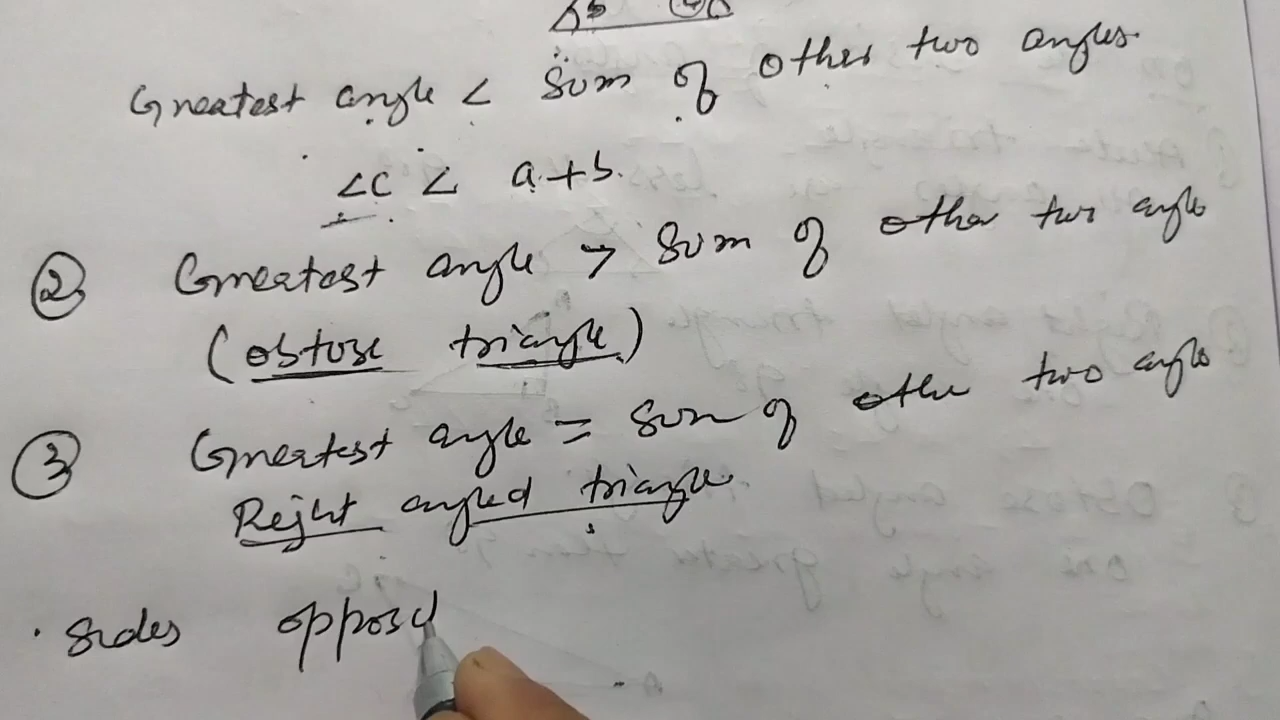 Greatest angle < sum of other two angles.
∠c < a+b.
② Greatest angle > sum of other two angle
(obtuse triangle)
③ Greatest angle = sum of othe two angle
Right angled triangle
· sides opposi